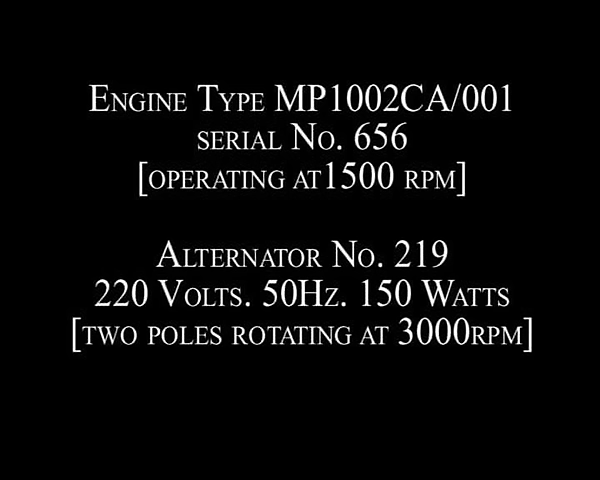 Engine Type MP1002CA/001
serial No. 656
[operating at1500 rpm]
Alternator No. 219
220 Volts. 50Hz. 150 Watts
[two poles rotating at 3000rpm]